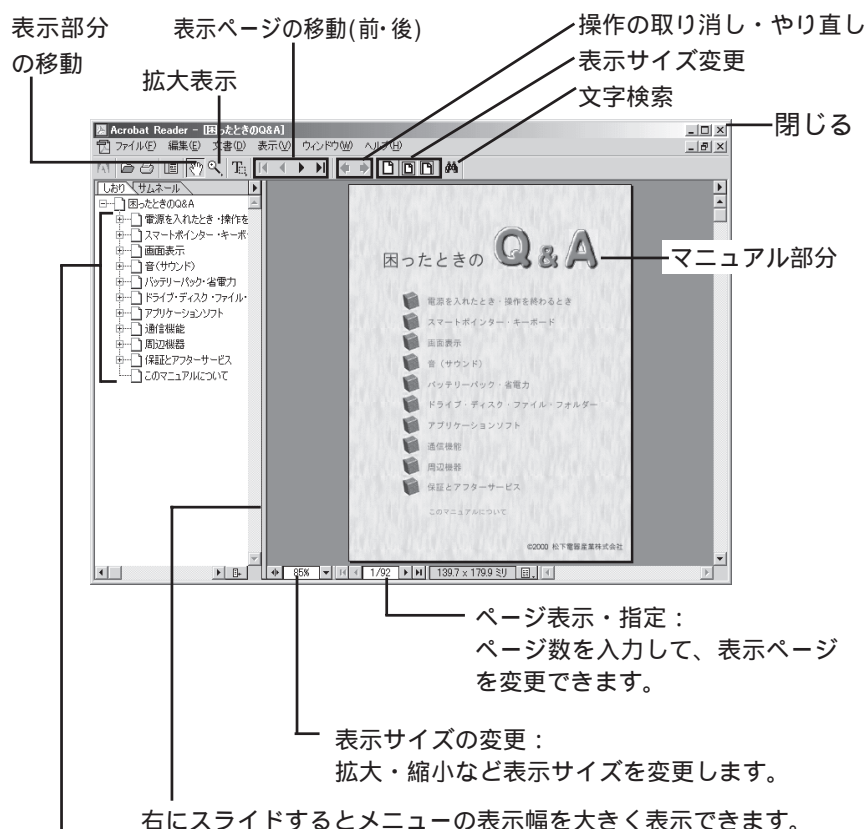 表示部分
の移動
表示ページの移動(前・後)
拡大表示
操作の取り消し・やり直し
表示サイズ変更
文字検索
閉じる
Acrobat Reader - [困ったときのQ&A]
ファイル(F) 編集(E) 文書(D) 表示(V) ウィンドウ(W) ヘルプ(H)
しおり サムネール
困ったときのQ&A
電源を入れたとき・操作を
スマートポインター・キーボ
画面表示
音(サウンド)
バッテリーパック・省電力
ドライブ・ディスク・ファイル・
アプリケーションソフト
通信機能
周辺機器
保証とアフターサービス
このマニュアルについて
困ったときの Q & A
電源を入れたとき・操作を終わるとき
スマートポインター・キーボード
画面表示
音(サウンド)
バッテリーパック・省電力
ドライブ・ディスク・ファイル・フォルダー
アプリケーションソフト
通信機能
周辺機器
保証とアフターサービス
このマニュアルについて
©2000 松下電器産業株式会社
マニュアル部分
85% 1/92 139.7 x 179.9 ミリ
ページ表示・指定:
ページ数を入力して、表示ページ
を変更できます。
表示サイズの変更:
拡大・縮小など表示サイズを変更します。
右にスライドするとメニューの表示幅を大きく表示できます。